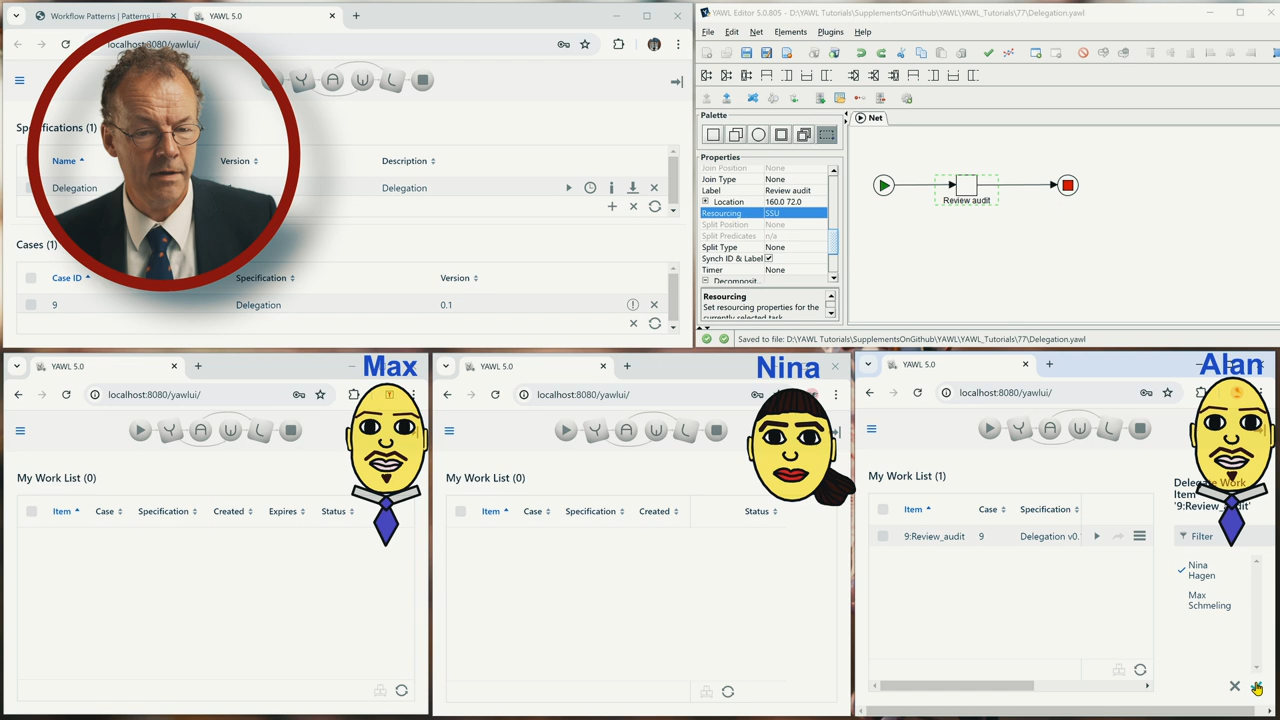 Workflow Patterns | Patterns | S
YAWL 5.0
localhost:8080/yawlui/
Y A W L
Specifications (1)
Name
Version
Description
Delegation
Delegation
Cases (1)
Case ID
Specification
Version
9
Delegation
0.1
YAWL Editor 5.0.805 - D:\YAWL Tutorials\SupplementsOnGithub\YAWL\YAWL_Tutorials\77\Delegation.yawl
File Edit Net Elements Plugins Help
Palette
Net
Properties
Join Position None
Join Type None
Label Review audit
Location 160.0 72.0
Resourcing SSU
Split Position None
Split Predicates n/a
Split Type None
Synch ID & Label
Timer None
Decomposit...
Resourcing
Set resourcing properties for the
currently selected task
Review audit
Saved to file: D:\YAWL Tutorials\SupplementsOnGithub\YAWL\YAWL_Tutorials\77\Delegation.yawl
YAWL 5.0
Max
localhost:8080/yawlui/
Y A W L
My Work List (0)
Item Case Specification Created Expires Status
YAWL 5.0
Nina
localhost:8080/yawlui/
Y A W L
My Work List (0)
Item Case Specification Created Status
YAWL 5.0
Alan
localhost:8080/yawlui/
Y A W L
My Work List (1)
Item Case Specification
9:Review_audit 9 Delegation v0.
Delegate Work
Item
'9:Review_audit'
Filter
Nina
Hagen
Max
Schmeling